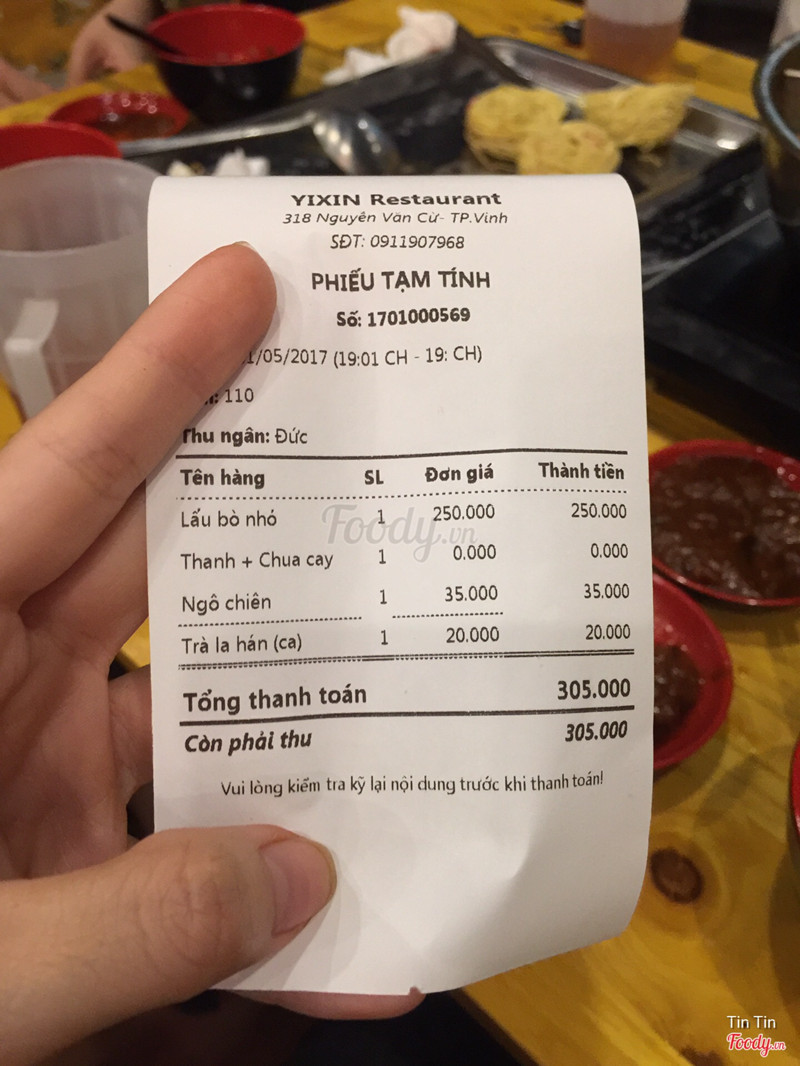 YIXIN Restaurant
318 Nguyễn Văn Cừ- TP.Vinh
SĐT: 0911907968
PHIẾU TẠM TÍNH
Số: 1701000569
1/05/2017 (19:01 CH - 19: CH)
110
Thu ngân: Đức
Tên hàng SL Đơn giá Thành tiền
Lẩu bò nhỏ 1 250.000 250.000
Thanh + Chua cay 1 0.000 0.000
Ngô chiên 1 35.000 35.000
Trà la hán (ca) 1 20.000 20.000
Tổng thanh toán 305.000
Còn phải thu 305.000
Vui lòng kiểm tra kỹ lại nội dung trước khi thanh toán!
Foody.vn
Tin Tin
Foody.vn